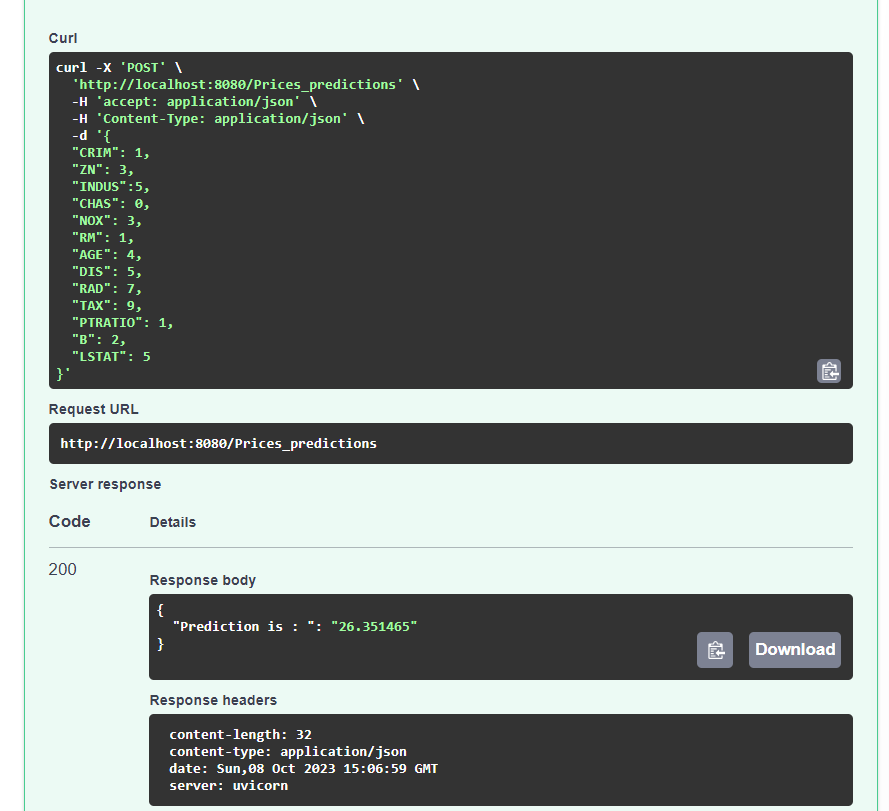 Curl
curl -X 'POST' \
'http://localhost:8080/Prices_predictions' \
-H 'accept: application/json' \
-H 'Content-Type: application/json' \
-d '{
"CRIM": 1,
"ZN": 3,
"INDUS":5,
"CHAS": 0,
"NOX": 3,
"RM": 1,
"AGE": 4,
"DIS": 5,
"RAD": 7,
"TAX": 9,
"PTRATIO": 1,
"B": 2,
"LSTAT": 5
}'
Request URL
http://localhost:8080/Prices_predictions
Server response
Code Details
200
Response body
{
"Prediction is : ": "26.351465"
}
Download
Response headers
content-length: 32
content-type: application/json
date: Sun,08 Oct 2023 15:06:59 GMT
server: uvicorn